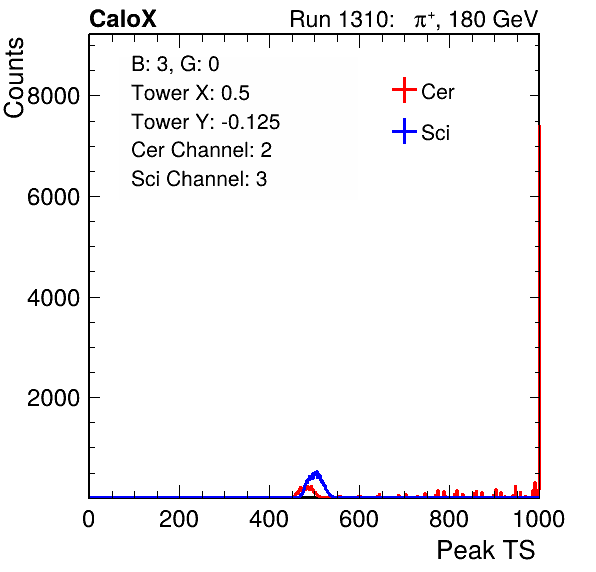 CaloX Run 1310: π⁺, 180 GeV
Counts
B: 3, G: 0
Tower X: 0.5
Tower Y: -0.125
Cer Channel: 2
Sci Channel: 3
Cer
Sci
8000
6000
4000
2000
0 200 400 600 800 1000
Peak TS